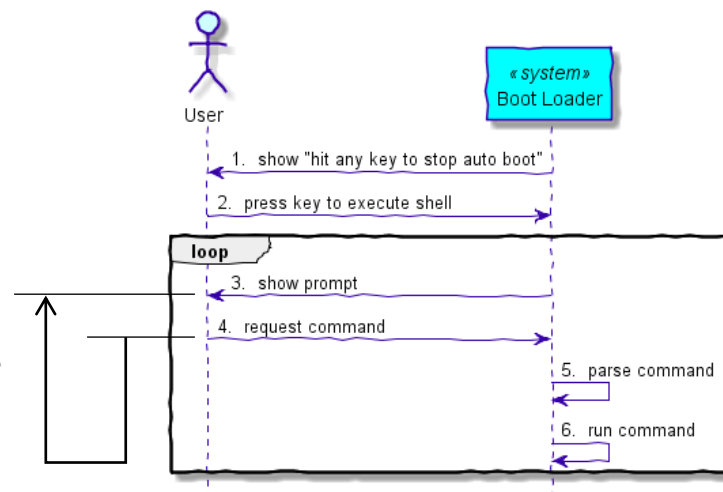 User
«system»
Boot Loader
1. show "hit any key to stop auto boot"
2. press key to execute shell
loop
3. show prompt
4. request command
5. parse command
6. run command